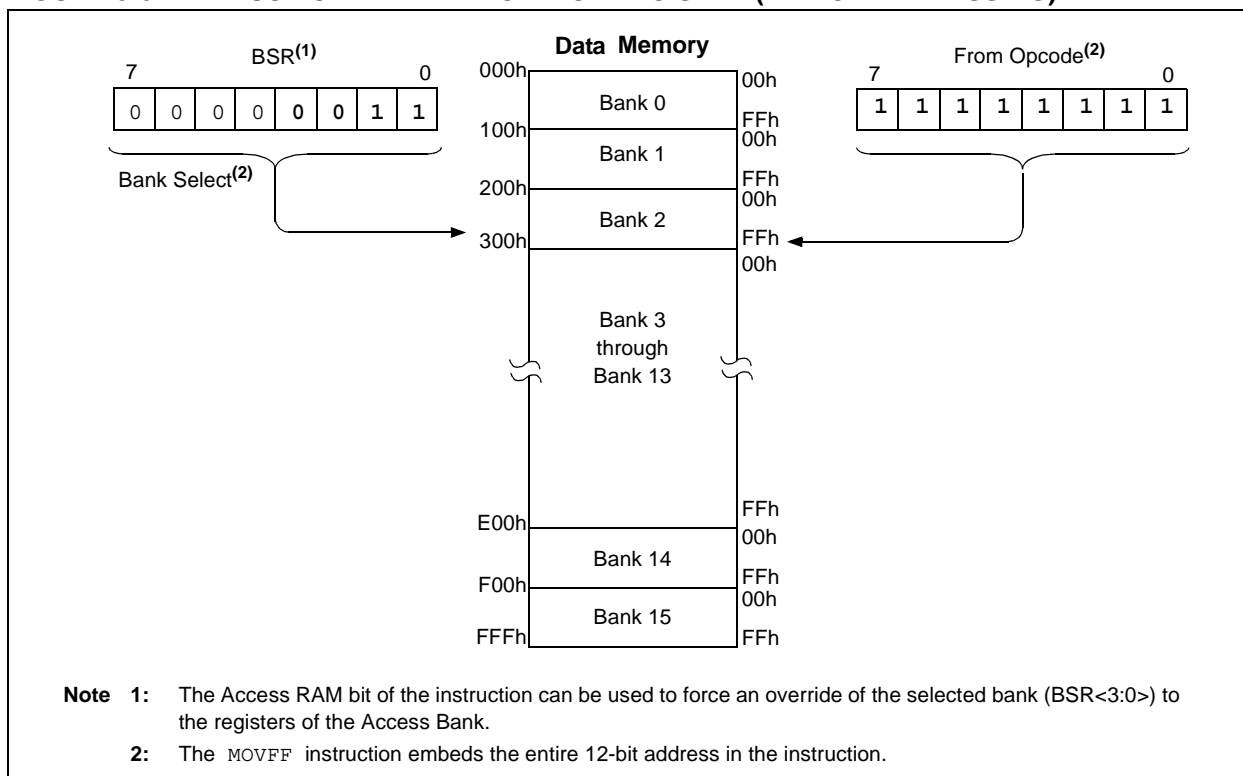 Data Memory
BSR(1)
7 0
0 0 0 0 0 0 1 1
Bank Select(2)
From Opcode(2)
7 0
1 1 1 1 1 1 1 1
000h
00h
Bank 0
FFh
100h
00h
Bank 1
FFh
200h
00h
Bank 2
FFh
300h
00h
Bank 3
through
Bank 13
FFh
E00h
00h
Bank 14
FFh
F00h
00h
Bank 15
FFFh
FFh
Note 1: The Access RAM bit of the instruction can be used to force an override of the selected bank (BSR<3:0>) to
the registers of the Access Bank.
2: The MOVFF instruction embeds the entire 12-bit address in the instruction.